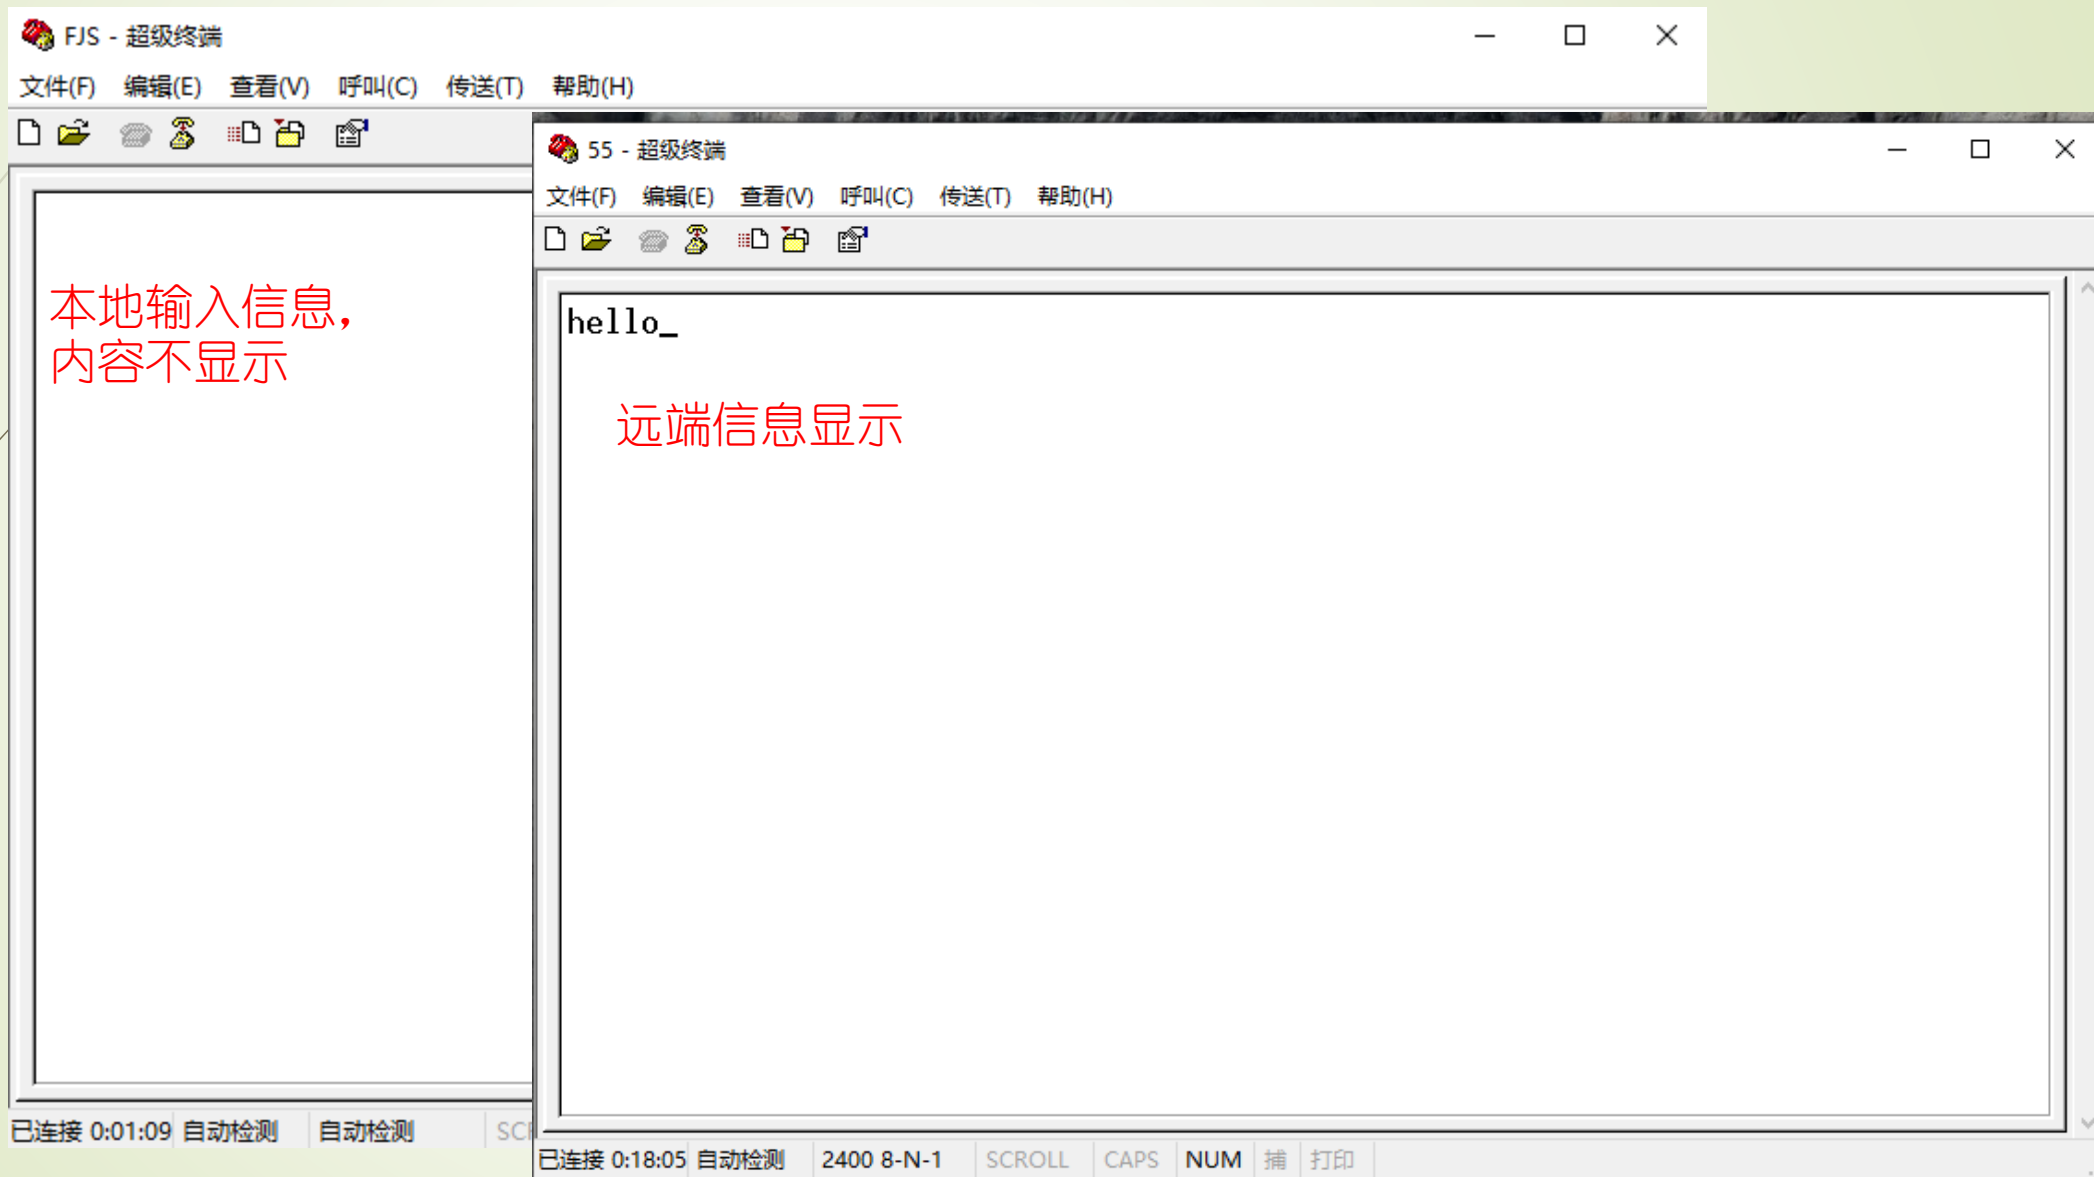 FJS - 超级终端
文件(F) 编辑(E) 查看(V) 呼叫(C) 传送(T) 帮助(H)
本地输入信息，
内容不显示
已连接 0:01:09 自动检测 自动检测
55 - 超级终端
文件(F) 编辑(E) 查看(V) 呼叫(C) 传送(T) 帮助(H)
hello_
远端信息显示
已连接 0:18:05 自动检测 2400 8-N-1 SCROLL CAPS NUM 捕 打印